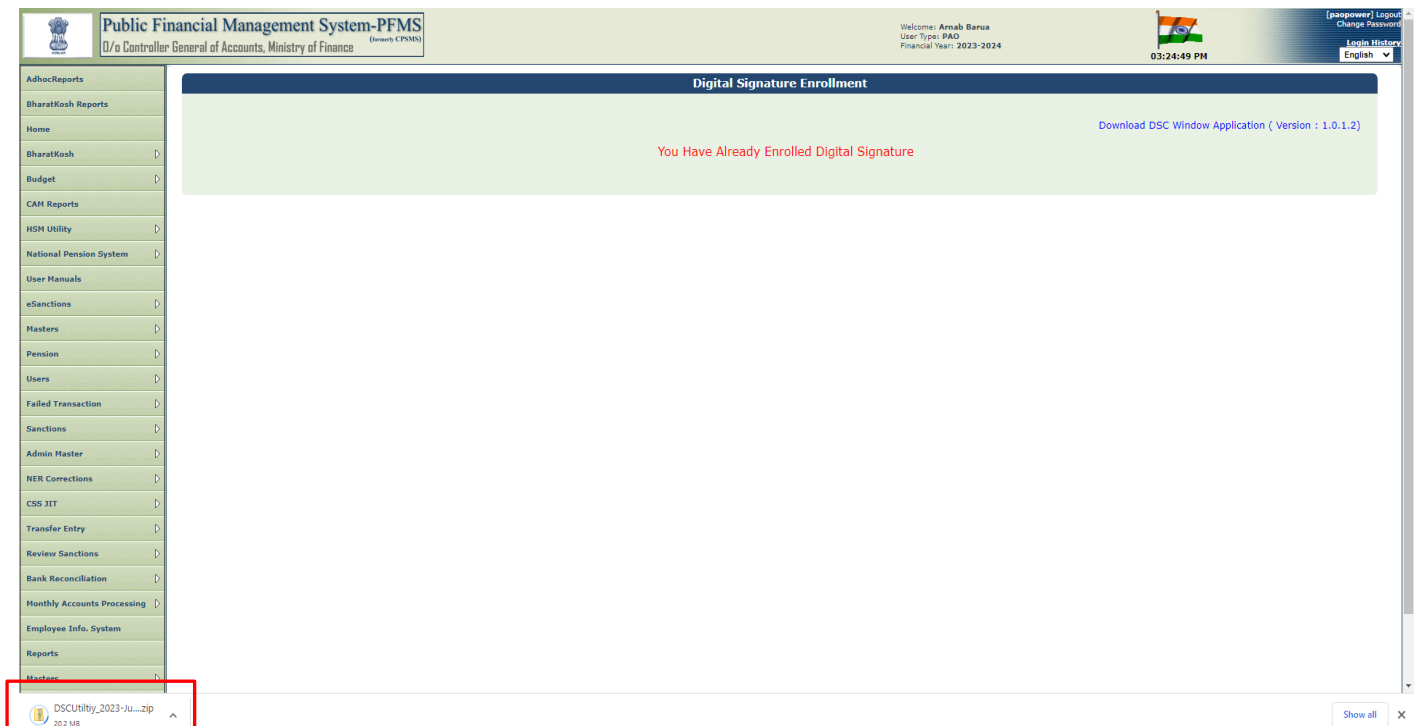 Public Financial Management System-PFMS
(formerly CPSMS)
O/o Controller General of Accounts, Ministry of Finance
Welcome: Arnab Barua
User Type: PAO
Financial Year: 2023-2024
03:24:49 PM
[paopower] Logout
Change Password
Login History
English
AdhocReports
BharatKosh Reports
Home
BharatKosh
Budget
CAM Reports
HSM Utility
National Pension System
User Manuals
eSanctions
Masters
Pension
Users
Failed Transaction
Sanctions
Admin Master
NER Corrections
CSS JIT
Transfer Entry
Review Sanctions
Bank Reconciliation
Monthly Accounts Processing
Employee Info. System
Reports
Masters
Digital Signature Enrollment
Download DSC Window Application ( Version : 1.0.1.2)
You Have Already Enrolled Digital Signature
DSCUtiltiy_2023-Ju....zip
20.2 MB
Show all